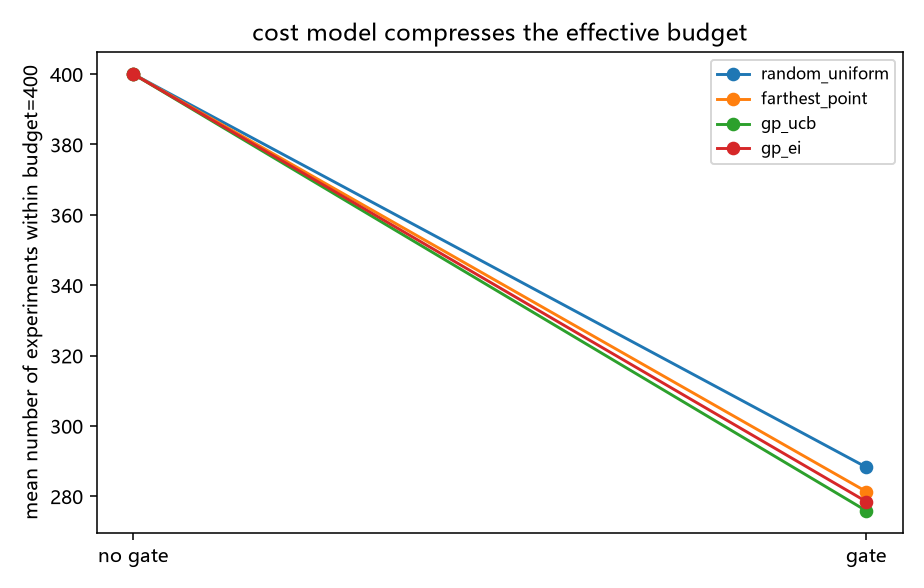 cost model compresses the effective budget
mean number of experiments within budget=400
400
380
360
340
320
300
280
no gate
gate
random_uniform
farthest_point
gp_ucb
gp_ei